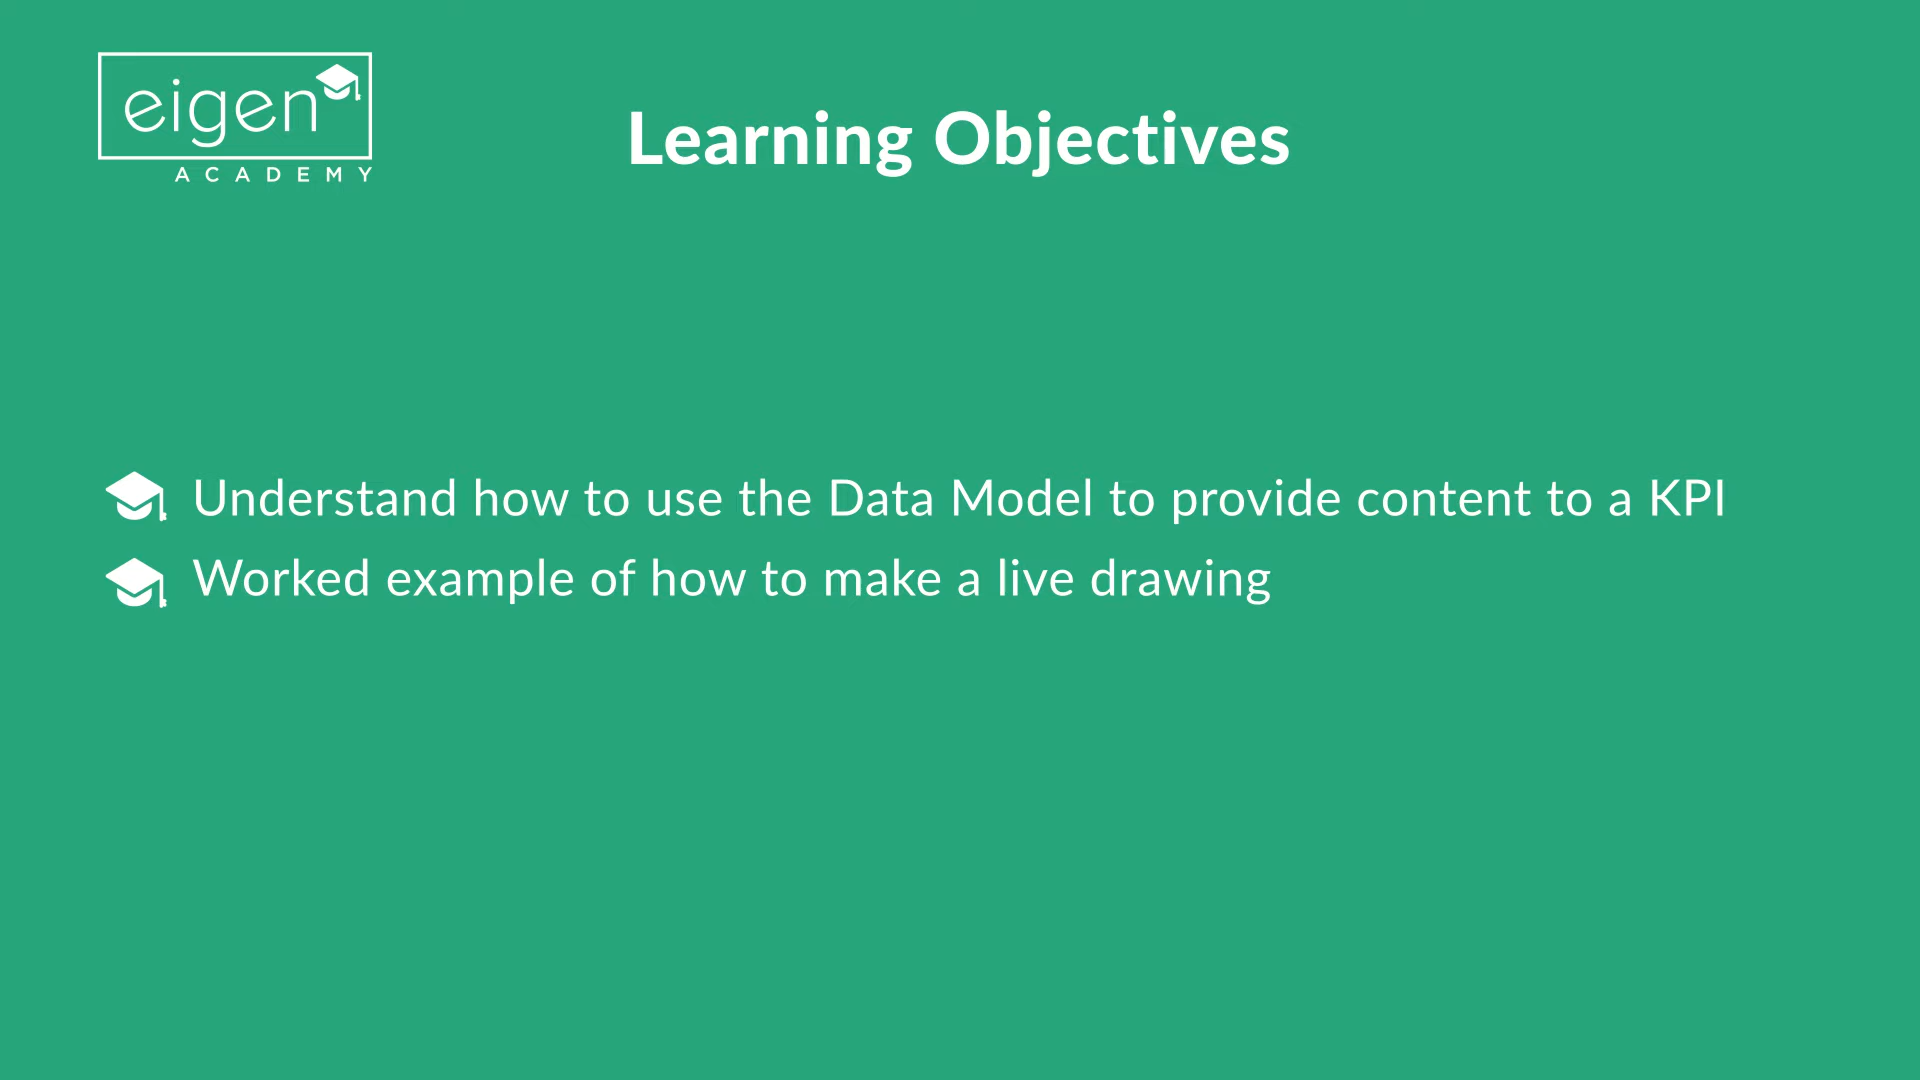 eigen
ACADEMY
Learning Objectives
Understand how to use the Data Model to provide content to a KPI
Worked example of how to make a live drawing